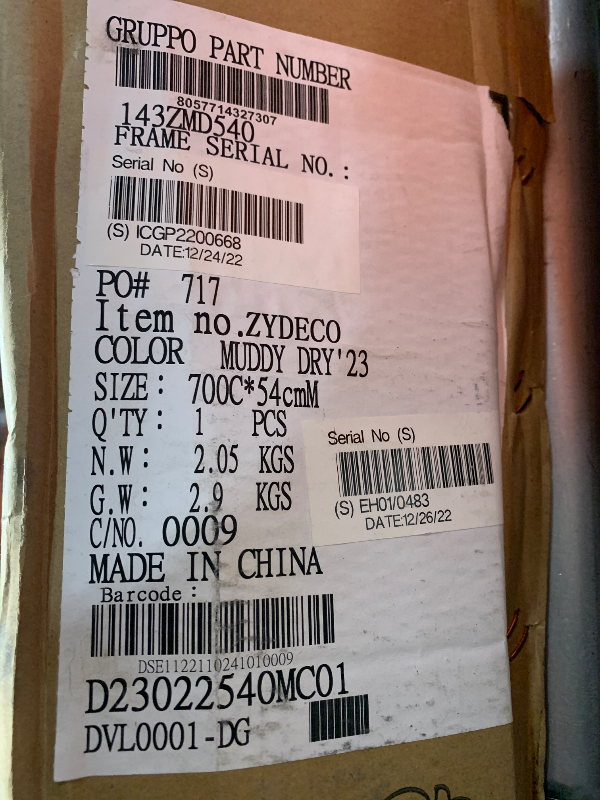 GRUPPO PART NUMBER
8057714327307
143ZMD540
FRAME SERIAL NO.:
Serial No (S)
(S) ICGP2200668
DATE:12/24/22
PO# 717
Item no.ZYDECO
COLOR MUDDY DRY'23
SIZE: 700C*54cmM
Q'TY: 1 PCS
N.W: 2.05 KGS
G.W: 2.9 KGS
C/NO. 0009
Serial No (S)
(S) EH01/0483
DATE:12/26/22
MADE IN CHINA
Barcode:
DSE1122110241010009
D23022540MC01
DVL0001-DG